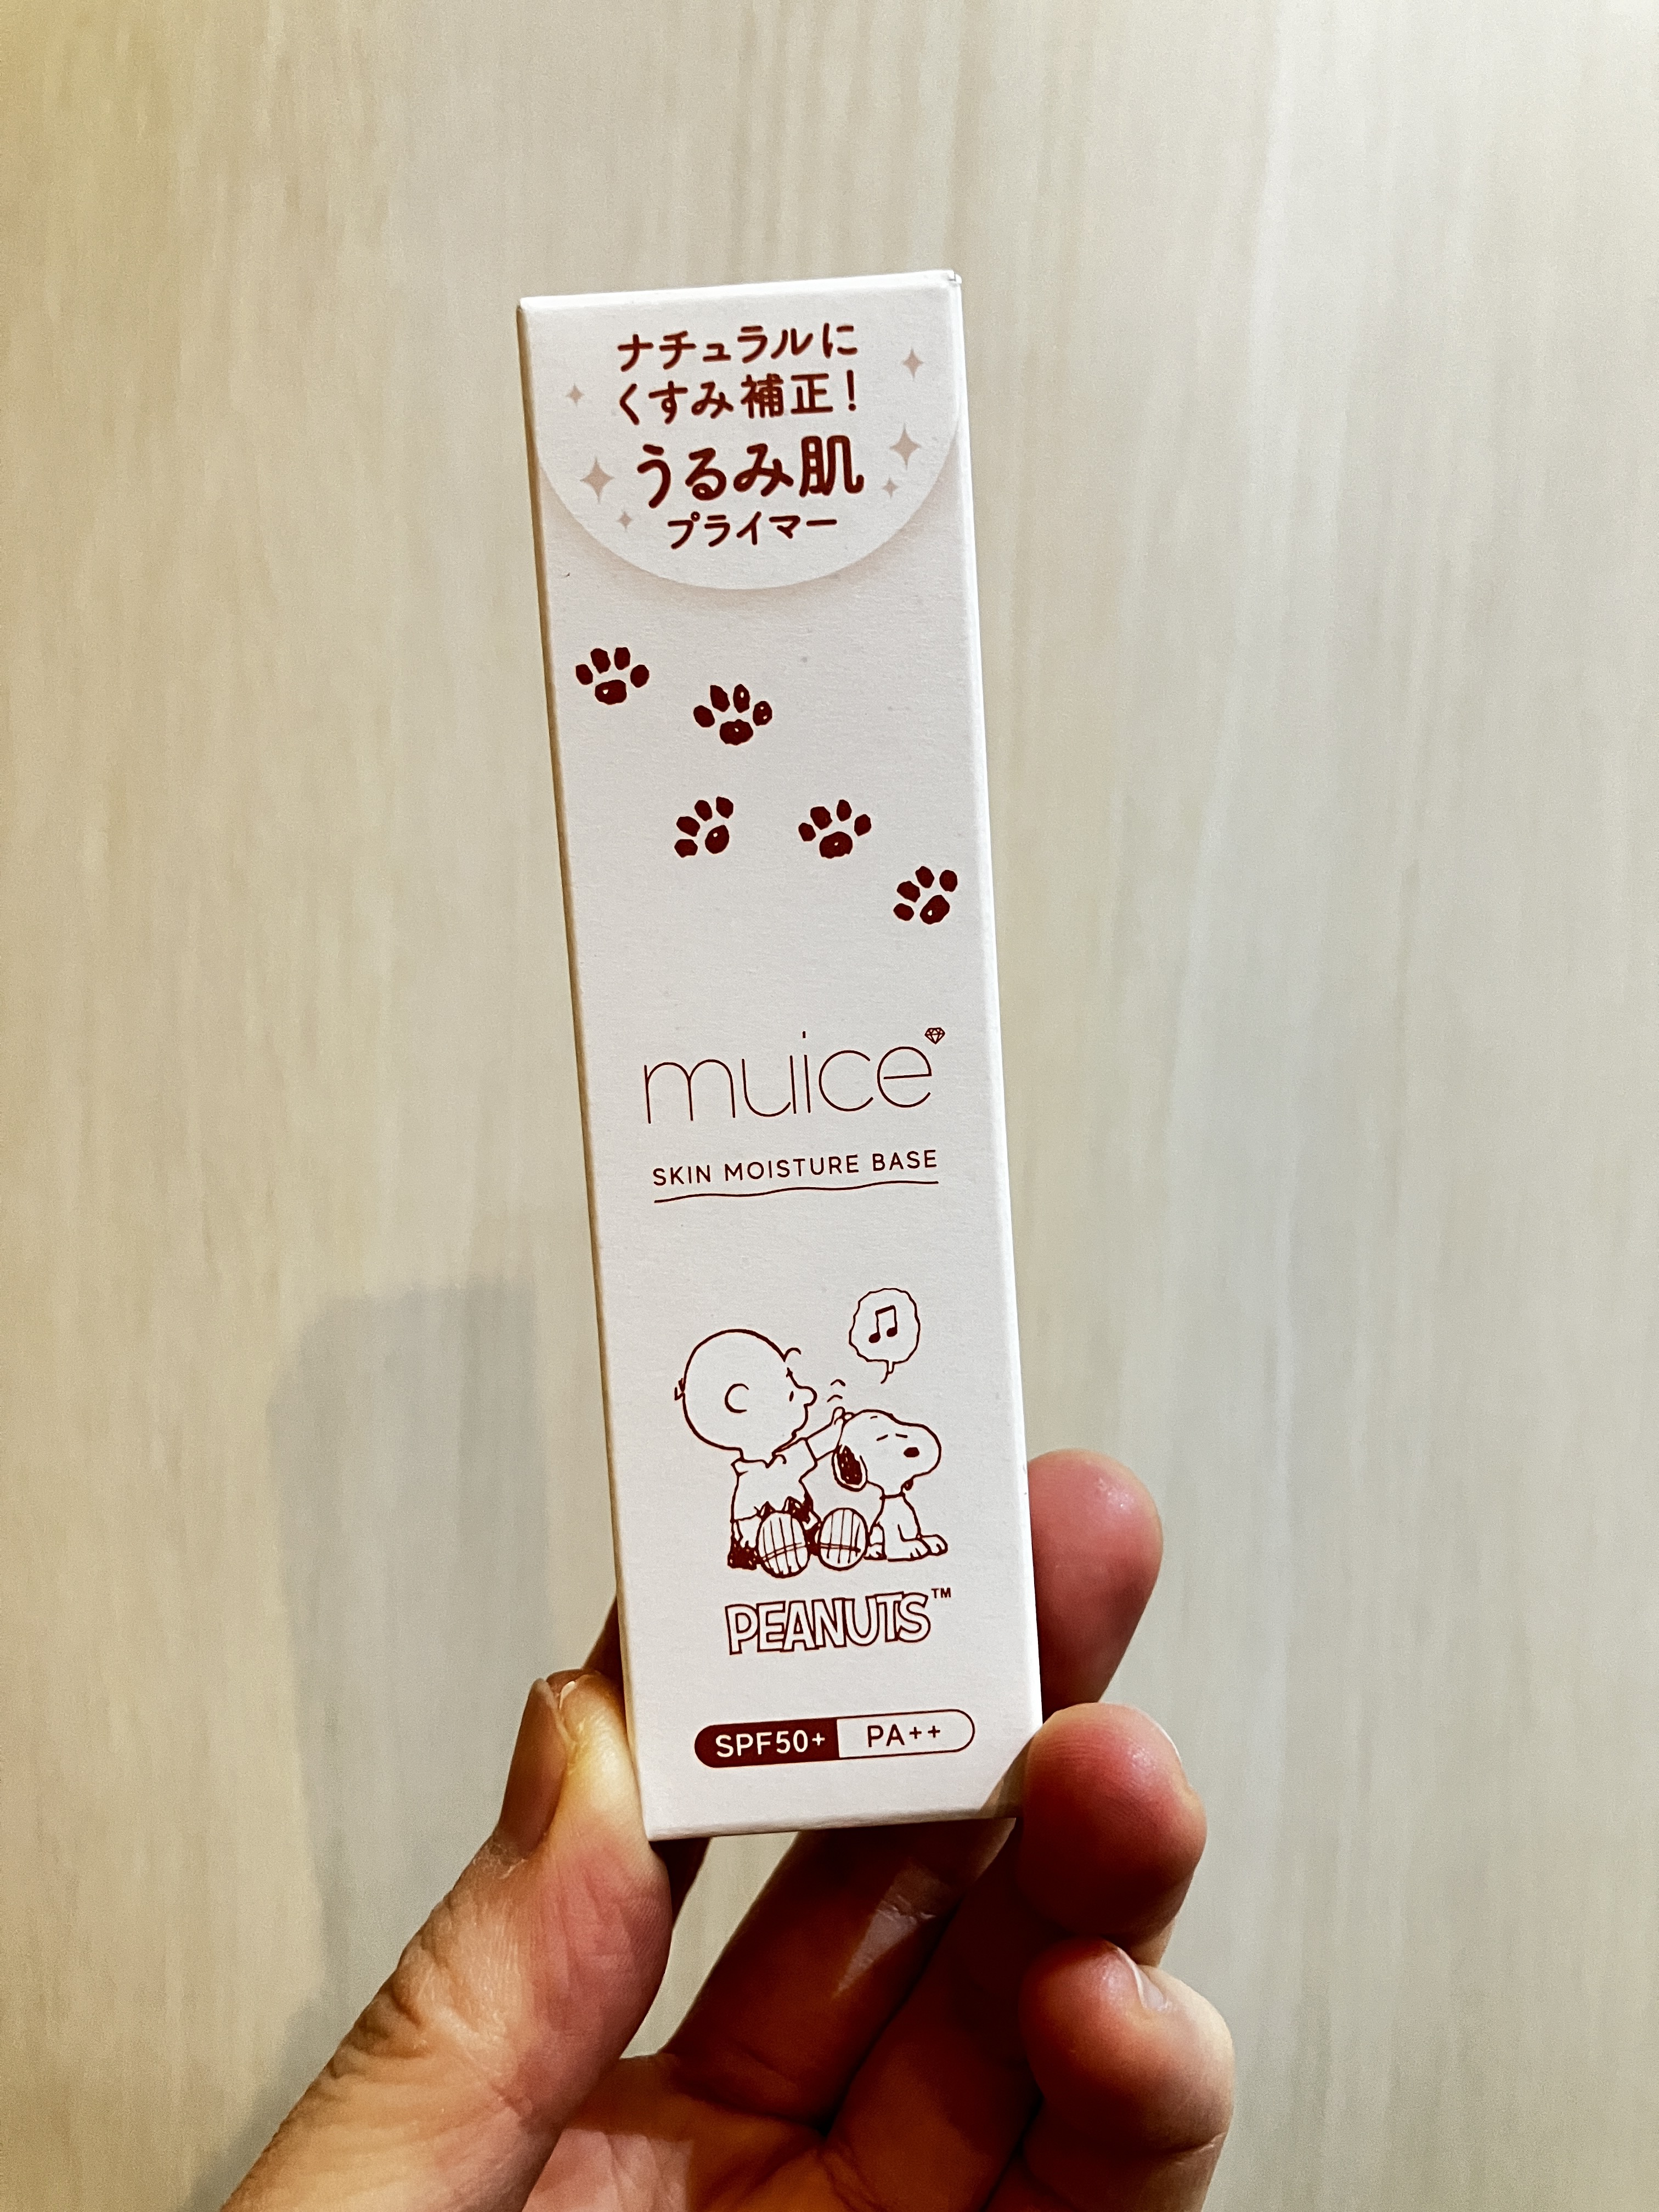 ナチュラルに
くすみ補正!
うるみ肌
プライマー
muice
SKIN MOISTURE BASE
PEANUTS™
SPF50+ PA++